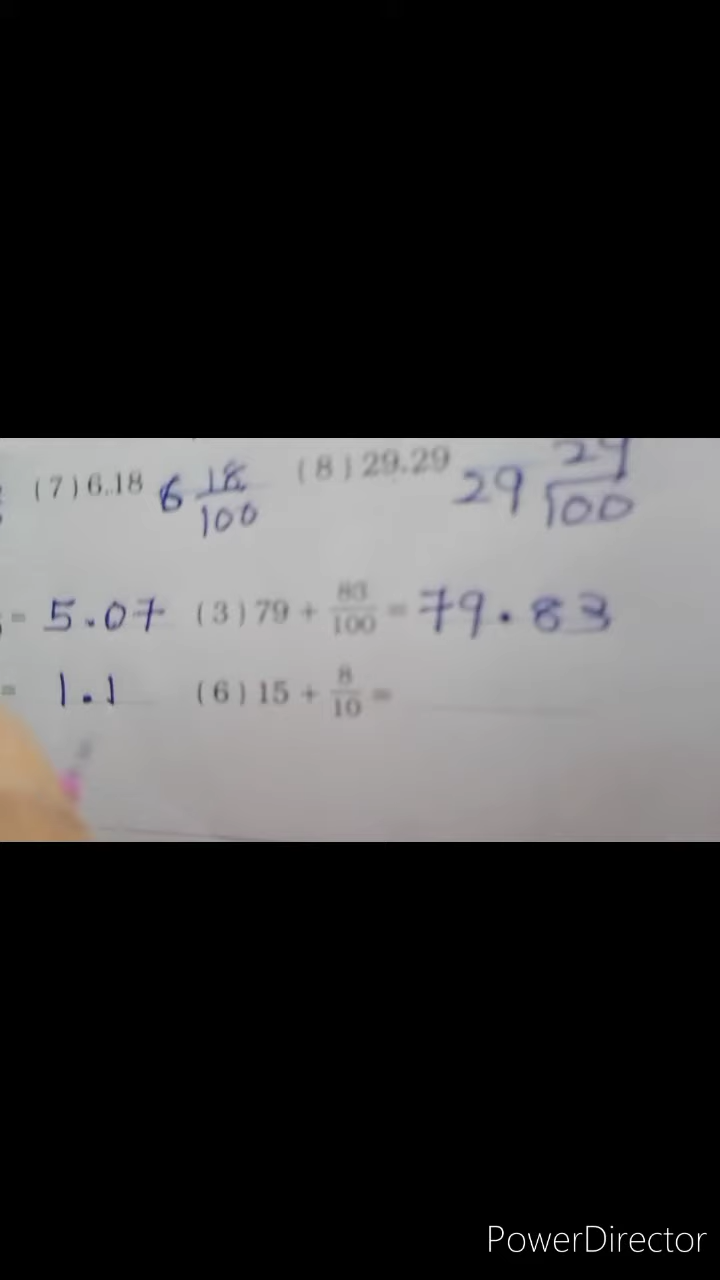 (7) 6.18 6 18/100 (8) 29.29 29 29/100
= 5.07 (3) 79 + 83/100 = 79.83
= 1.1 (6) 15 + 8/10 =
PowerDirector